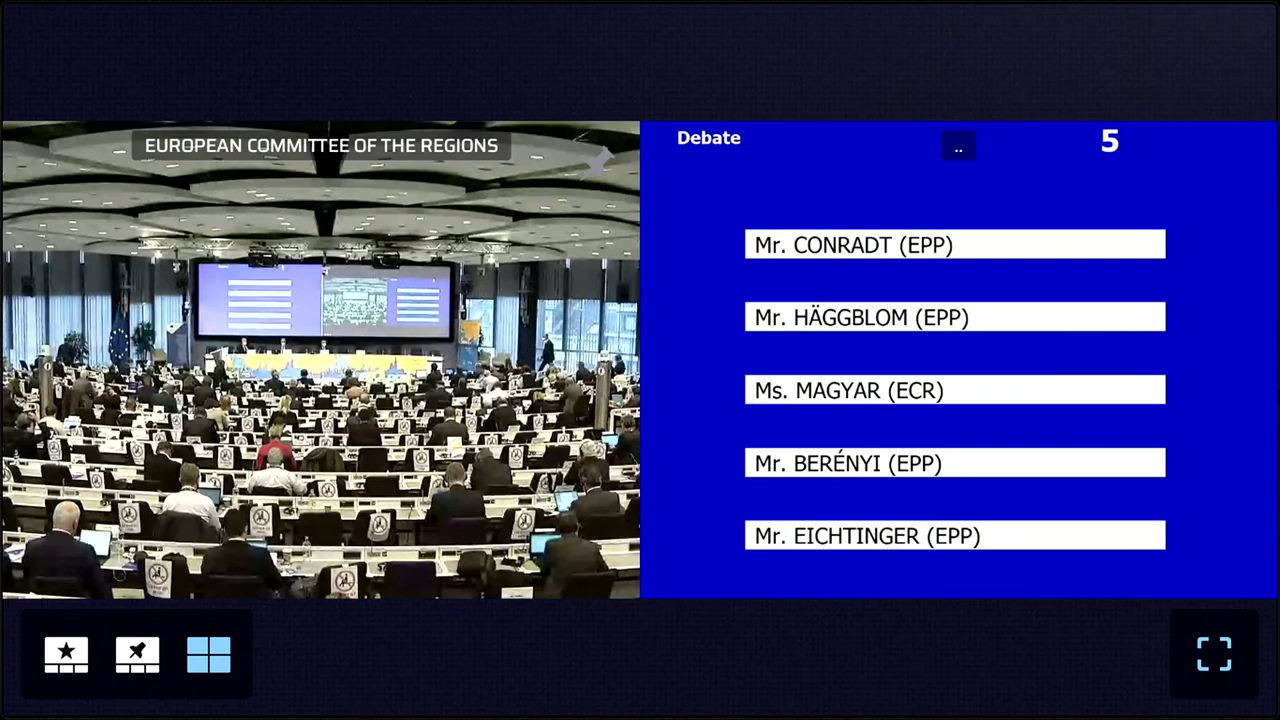 EUROPEAN COMMITTEE OF THE REGIONS
Debate
..
5
Mr. CONRADT (EPP)
Mr. HÄGGBLOM (EPP)
Ms. MAGYAR (ECR)
Mr. BERÉNYI (EPP)
Mr. EICHTINGER (EPP)